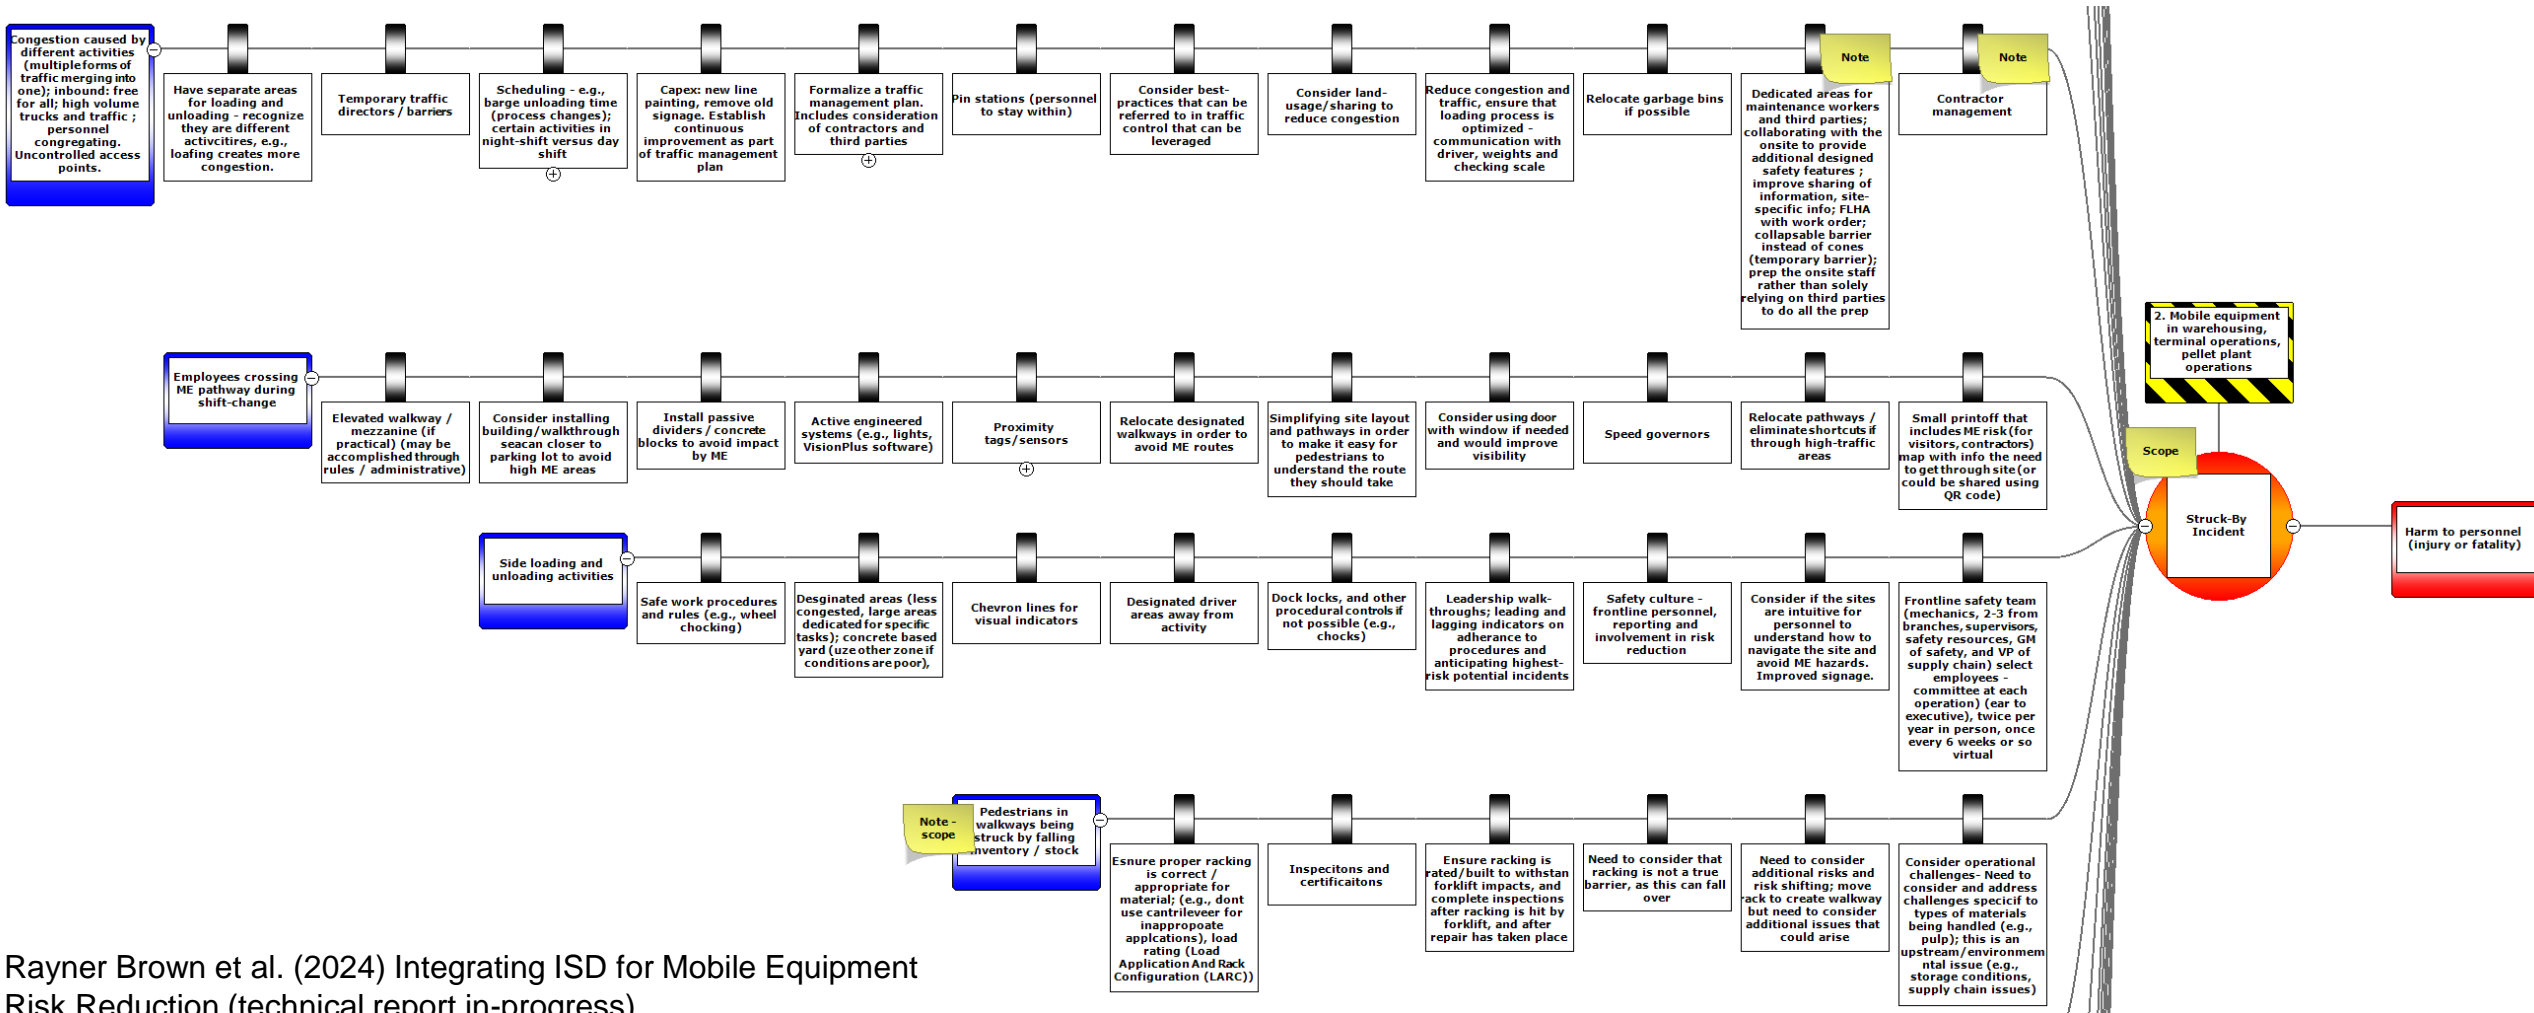 Congestion caused by
different activities
(multiple forms of
traffic merging into
one); inbound: free
for all; high volume
trucks and traffic ;
personnel
congregating.
Uncontrolled access
points.
Have separate areas
for loading and
unloading - recognize
they are different
activcitires, e.g.,
loafing creates more
congestion.
Temporary traffic
directors / barriers
Scheduling - e.g.,
barge unloading time
(process changes);
certain activities in
night-shift versus day
shift
Capex: new line
painting, remove old
signage. Establish
continuous
improvement as part
of traffic management
plan
Formalize a traffic
management plan.
Includes consideration
of contractors and
third parties
Pin stations (personnel
to stay within)
Consider best-
practices that can be
referred to in traffic
control that can be
leveraged
Consider land-
usage/sharing to
reduce congestion
Reduce congestion and
traffic, ensure that
loading process is
optimized -
communication with
driver, weights and
checking scale
Relocate garbage bins
if possible
Note
Dedicated areas for
maintenance workers
and third parties;
collaborating with the
onsite to provide
additional designed
safety features ;
improve sharing of
information, site-
specific info; FLHA
with work order;
collapsable barrier
instead of cones
(temporary barrier);
prep the onsite staff
rather than solely
relying on third parties
to do all the prep
Note
Contractor
management
2. Mobile equipment
in warehousing,
terminal operations,
pellet plant
operations
Employees crossing
ME pathway during
shift-change
Elevated walkway /
mezzanine (if
practical) (may be
accomplished through
rules / administrative)
Consider installing
building/walkthrough
seacan closer to
parking lot to avoid
high ME areas
Install passive
dividers / concrete
blocks to avoid impact
by ME
Active engineered
systems (e.g., lights,
VisionPlus software)
Proximity
tags/sensors
Relocate designated
walkways in order to
avoid ME routes
Simplifying site layout
and pathways in order
to make it easy for
pedestrians to
understand the route
they should take
Consider using door
with window if needed
and would improve
visibility
Speed governors
Relocate pathways /
eliminate shortcuts if
through high-traffic
areas
Small printoff that
includes ME risk (for
visitors, contractors)
map with info the need
to get through site (or
could be shared using
QR code)
Scope
Struck-By
Incident
Harm to personnel
(injury or fatality)
Side loading and
unloading activities
Safe work procedures
and rules (e.g., wheel
chocking)
Desginated areas (less
congested, large areas
dedicated for specific
tasks); concrete based
yard (uze other zone if
conditions are poor),
Chevron lines for
visual indicators
Designated driver
areas away from
activity
Dock locks, and other
procedural controls if
not possible (e.g.,
chocks)
Leadership walk-
throughs; leading and
lagging indicators on
adherance to
procedures and
anticipating highest-
risk potential incidents
Safety culture -
frontline personnel,
reporting and
involvement in risk
reduction
Consider if the sites
are intuitive for
personnel to
understand how to
navigate the site and
avoid ME hazards.
Improved signage.
Frontline safety team
(mechanics, 2-3 from
branches, supervisors,
safety resources, GM
of safety, and VP of
supply chain) select
employees -
committee at each
operation) (ear to
executive), twice per
year in person, once
every 6 weeks or so
virtual
Note -
scope
Pedestrians in
walkways being
struck by falling
inventory / stock
Esnure proper racking
is correct /
appropriate for
material; (e.g., dont
use cantrileveer for
inappropoate
applcations), load
rating (Load
Application And Rack
Configuration (LARC))
Inspecitons and
certificaitons
Ensure racking is
rated/built to withstan
forklift impacts, and
complete inspections
after racking is hit by
forklift, and after
repair has taken place
Need to consider that
racking is not a true
barrier, as this can fall
over
Need to consider
additional risks and
risk shifting; move
rack to create walkway
but need to consider
additional issues that
could arise
Consider operational
challenges- Need to
consider and address
challenges specicif to
types of materials
being handled (e.g.,
pulp); this is an
upstream/environmem
ntal issue (e.g.,
storage conditions,
supply chain issues)
Rayner Brown et al. (2024) Integrating ISD for Mobile Equipment
Risk Reduction (technical report in-progress)